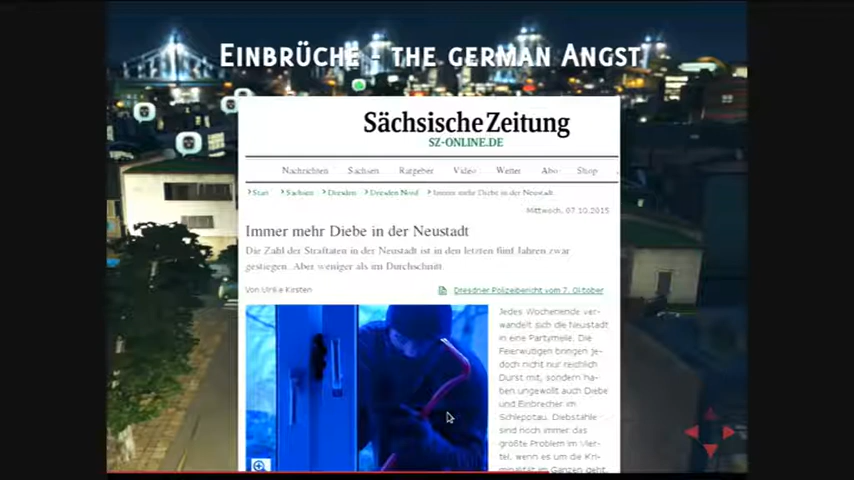 EINBRÜCHE - THE GERMAN ANGST
Sächsische Zeitung
SZ-ONLINE.DE
Nachrichten Sachsen Ratgeber Video Wetter Abo Shop
Start Sachsen Dresden Dresden Nord Immer mehr Diebe in der Neustadt
Mittwoch, 07.10.2015
Immer mehr Diebe in der Neustadt
Die Zahl der Straftaten in der Neustadt ist in den letzten fünf Jahren zwar
gestiegen. Aber weniger als im Durchschnitt.
Von Ulrike Kirsten
Dresdner Polizeibericht vom 7. Oktober
Jedes Wochenende ver-
wandelt sich die Neustadt
in eine Partymeile. Die
Feierwütigen bringen je-
doch nicht nur reichlich
Durst mit, sondern ha-
ben ungewollt auch Diebe
und Einbrecher im
Schlepptau. Diebstähle
sind noch immer das
größte Problem im Vier-
tel, wenn es um die Kri-
minalität im Ganzen geht.